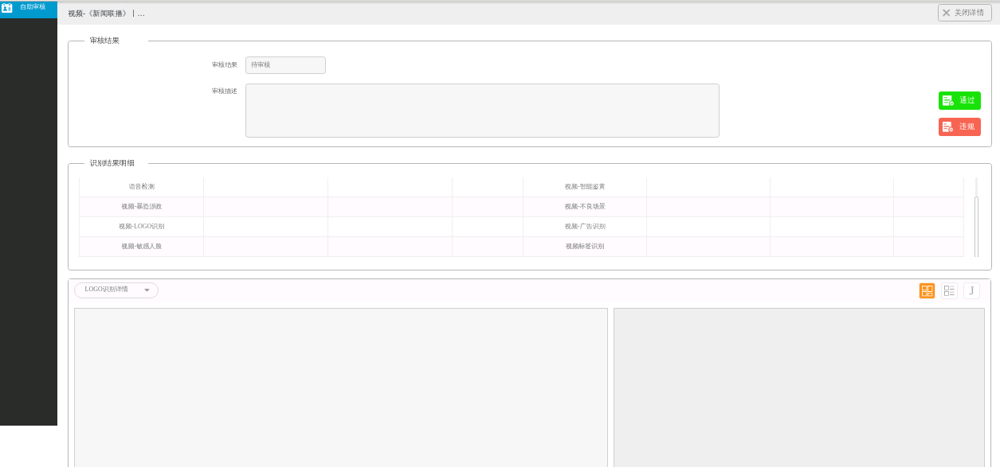 自助审核
视频-《新闻联播》丨…
关闭详情
审核结果
审核结果 待审核
审核描述
通过
违规
识别结果明细
语音检测 视频-智能鉴黄
视频-暴恐涉政 视频-不良场景
视频-LOGO识别 视频-广告识别
视频-敏感人脸 视频标签识别
LOGO识别详情
J